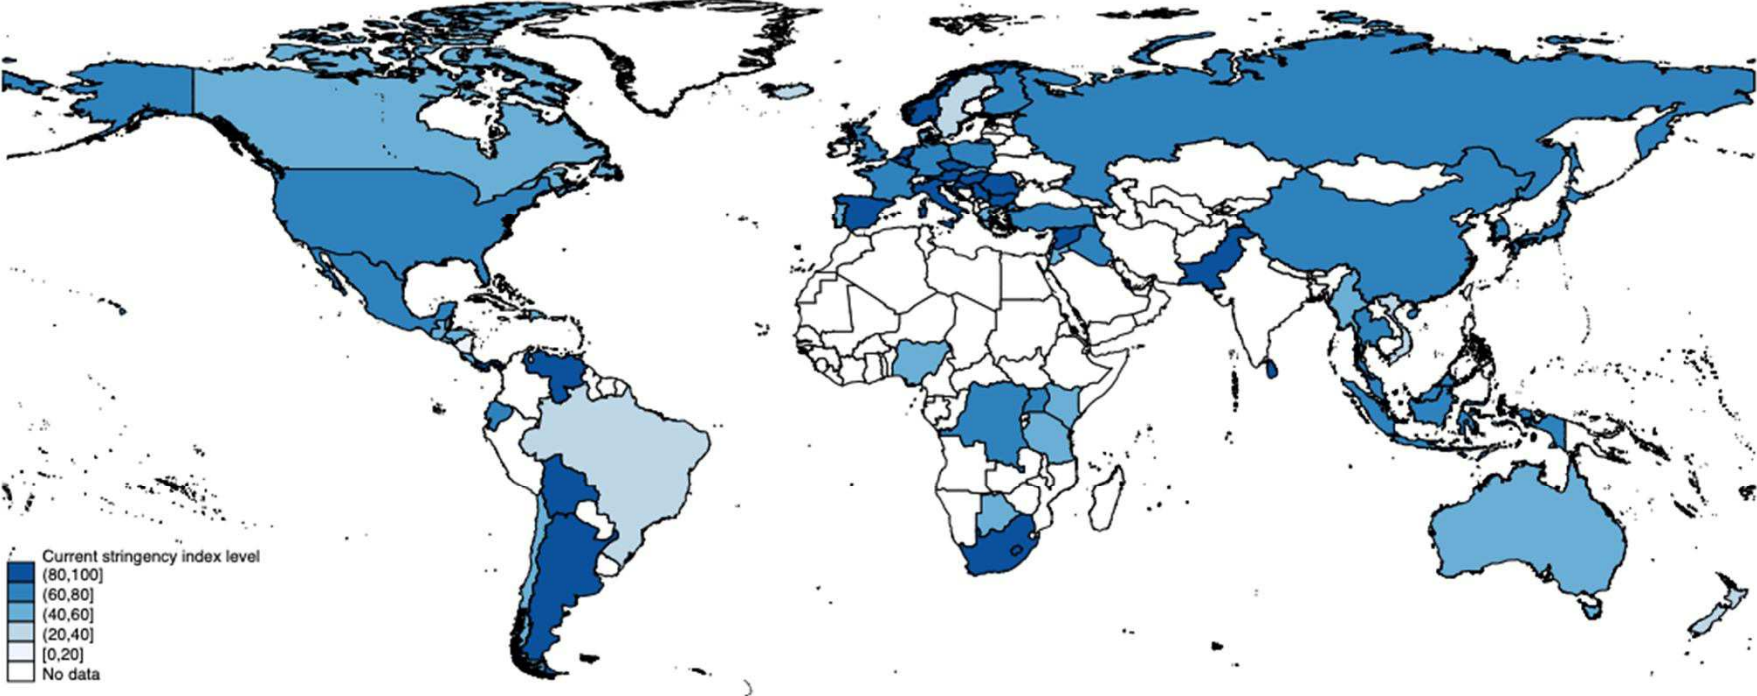 Current stringency index level
(80,100]
(60,80]
(40,60]
(20,40]
[0,20]
No data